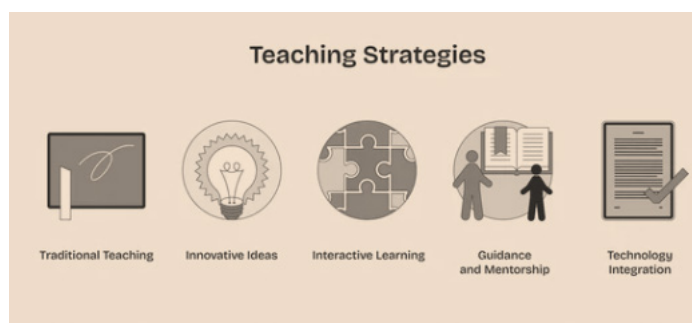 Teaching Strategies
Traditional Teaching
Innovative Ideas
Interactive Learning
Guidance
and Mentorship
Technology
Integration